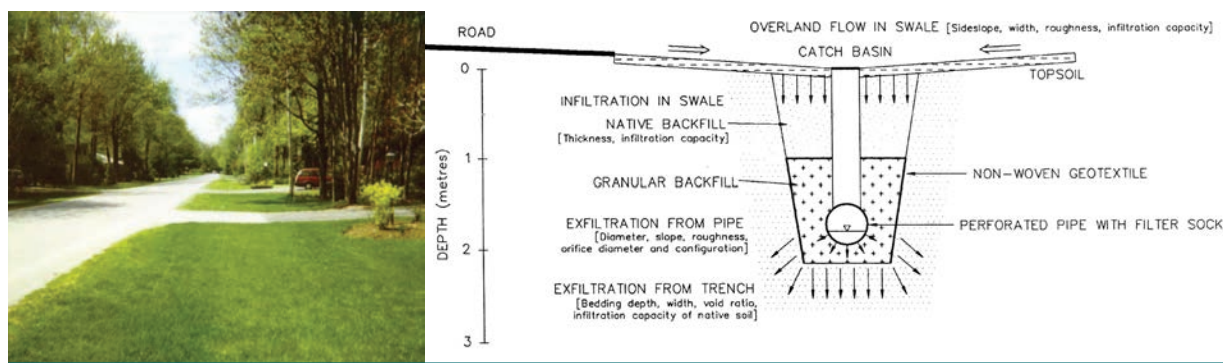 ROAD
OVERLAND FLOW IN SWALE [Sideslope, width, roughness, infiltration capacity]
CATCH BASIN
TOPSOIL
0
INFILTRATION IN SWALE
NATIVE BACKFILL
[Thickness, infiltration capacity]
1
GRANULAR BACKFILL
NON-WOVEN GEOTEXTILE
DEPTH (metres)
EXFILTRATION FROM PIPE
[Diameter, slope, roughness,
orifice diameter and configuration]
PERFORATED PIPE WITH FILTER SOCK
2
EXFILTRATION FROM TRENCH
[Bedding depth, width, void ratio,
infiltration capacity of native soil]
3